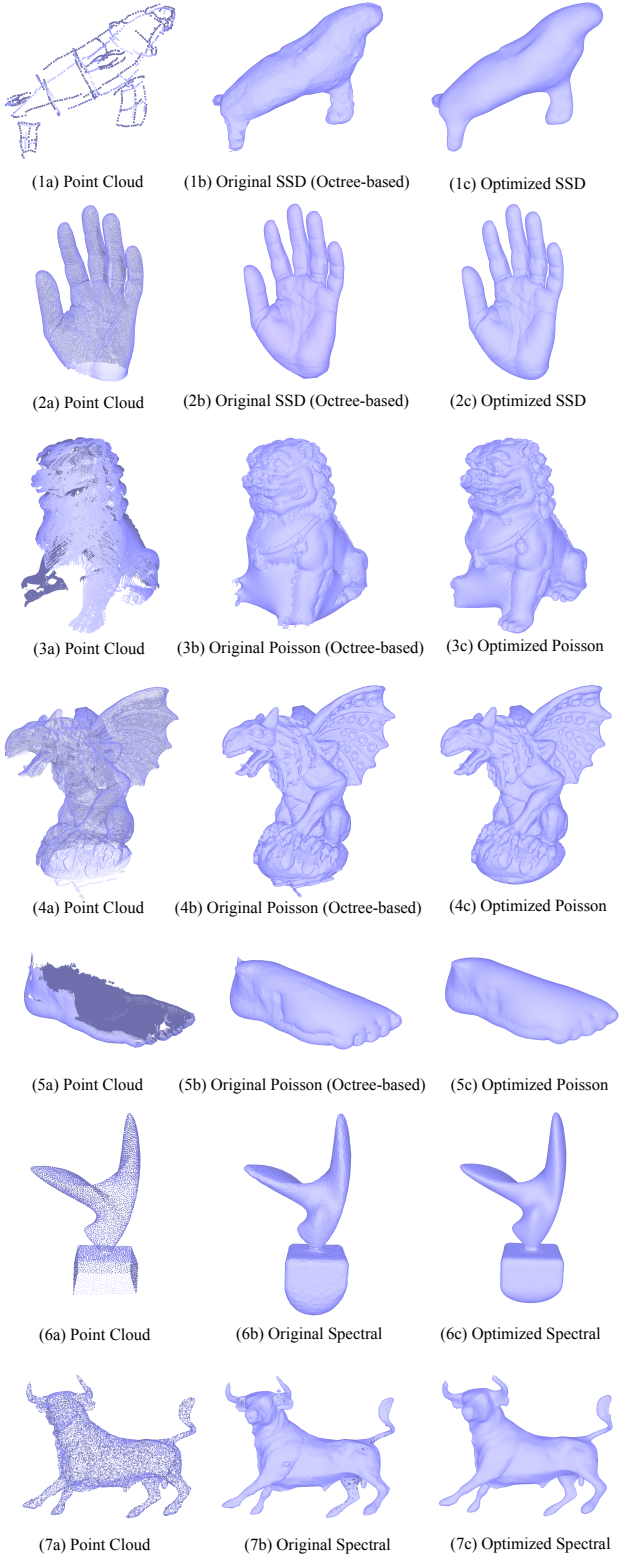 (1a) Point Cloud
(1b) Original SSD (Octree-based)
(1c) Optimized SSD
(2a) Point Cloud
(2b) Original SSD (Octree-based)
(2c) Optimized SSD
(3a) Point Cloud
(3b) Original Poisson (Octree-based)
(3c) Optimized Poisson
(4a) Point Cloud
(4b) Original Poisson (Octree-based)
(4c) Optimized Poisson
(5a) Point Cloud
(5b) Original Poisson (Octree-based)
(5c) Optimized Poisson
(6a) Point Cloud
(6b) Original Spectral
(6c) Optimized Spectral
(7a) Point Cloud
(7b) Original Spectral
(7c) Optimized Spectral